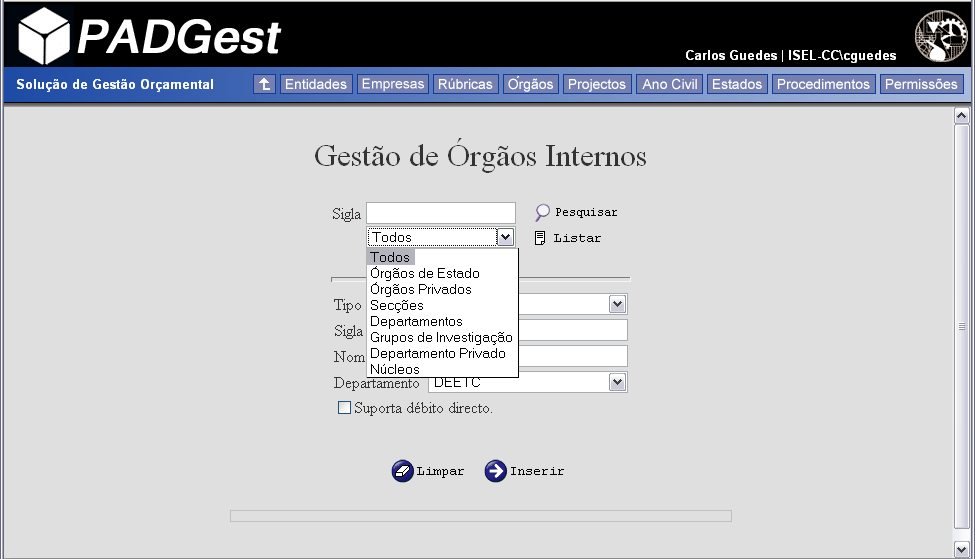 PADGest
Carlos Guedes | ISEL-CC\cguedes
Solução de Gestão Orçamental Entidades Empresas Rúbricas Órgãos Projectos Ano Civil Estados Procedimentos Permissões
Gestão de Órgãos Internos
Sigla Pesquisar
Todos Listar
Todos
Órgãos de Estado
Órgãos Privados
Secções
Departamentos
Grupos de Investigação
Departamento Privado
Núcleos
Tipo
Sigla
Nom
Departamento DEETC
Suporta débito directo.
Limpar Inserir